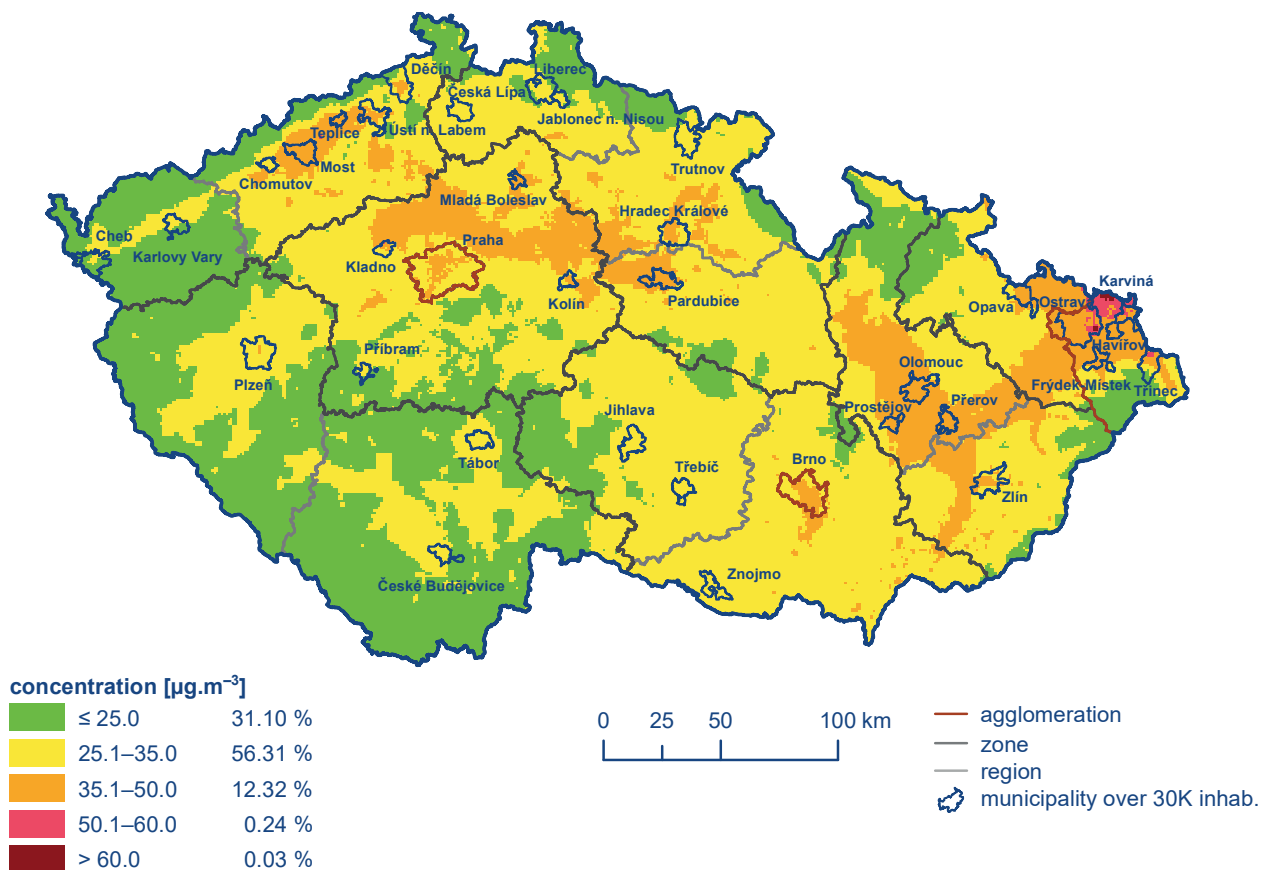 Děčín
Liberec
Česká Lípa
Jablonec n. Nisou
Teplice
Ústí n. Labem
Most
Chomutov
Trutnov
Mladá Boleslav
Hradec Králové
Cheb
Karlovy Vary
Praha
Kladno
Kolín
Pardubice
Opava
Ostrava
Karviná
Havířov
Příbram
Plzeň
Olomouc
Frýdek Místek
Třinec
Prostějov
Přerov
Jihlava
Tábor
Třebíč
Brno
Zlín
České Budějovice
Znojmo
concentration [µg.m⁻³]
≤ 25.0 31.10 %
25.1–35.0 56.31 %
35.1–50.0 12.32 %
50.1–60.0 0.24 %
> 60.0 0.03 %
0 25 50 100 km
agglomeration
zone
region
municipality over 30K inhab.